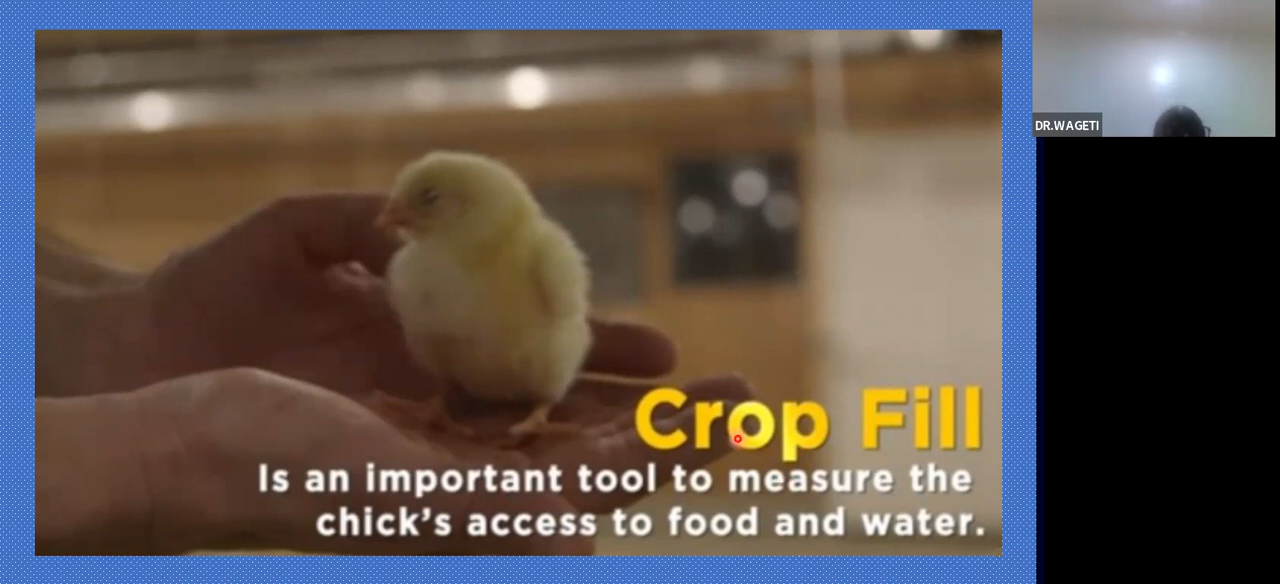 DR.WAGETI
Crop Fill
Is an important tool to measure the
chick's access to food and water.